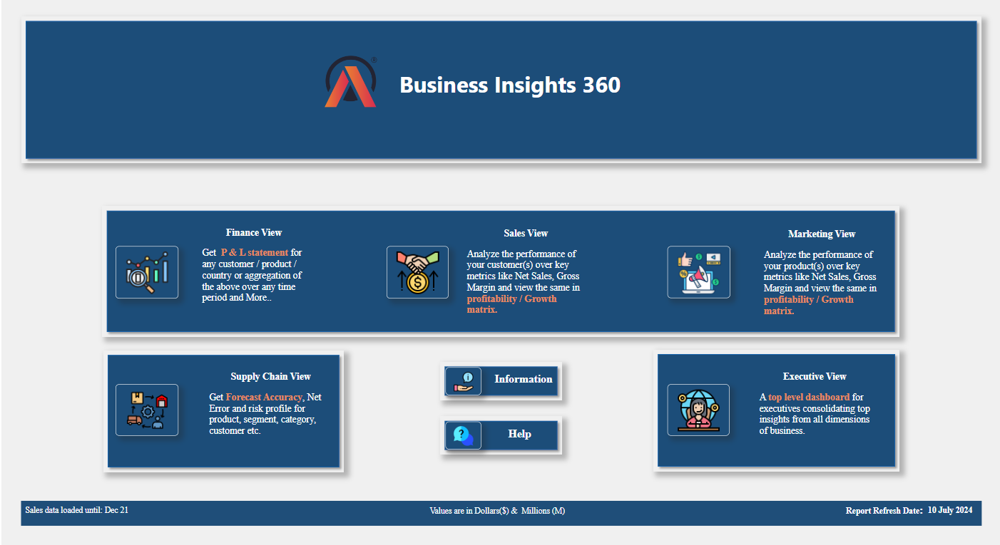 ®
Business Insights 360
Finance View
Get P & L statement for
any customer / product /
country or aggregation of
the above over any time
period and More..
Sales View
Analyze the performance of
your customer(s) over key
metrics like Net Sales, Gross
Margin and view the same in
profitability / Growth
matrix.
Marketing View
Analyze the performance of
your product(s) over key
metrics like Net Sales, Gross
Margin and view the same in
profitability / Growth
matrix.
Supply Chain View
Get Forecast Accuracy, Net
Error and risk profile for
product, segment, category,
customer etc.
Information
Help
Executive View
A top level dashboard for
executives consolidating top
insights from all dimensions
of business.
Sales data loaded until: Dec 21
Values are in Dollars($) & Millions (M)
Report Refresh Date: 10 July 2024